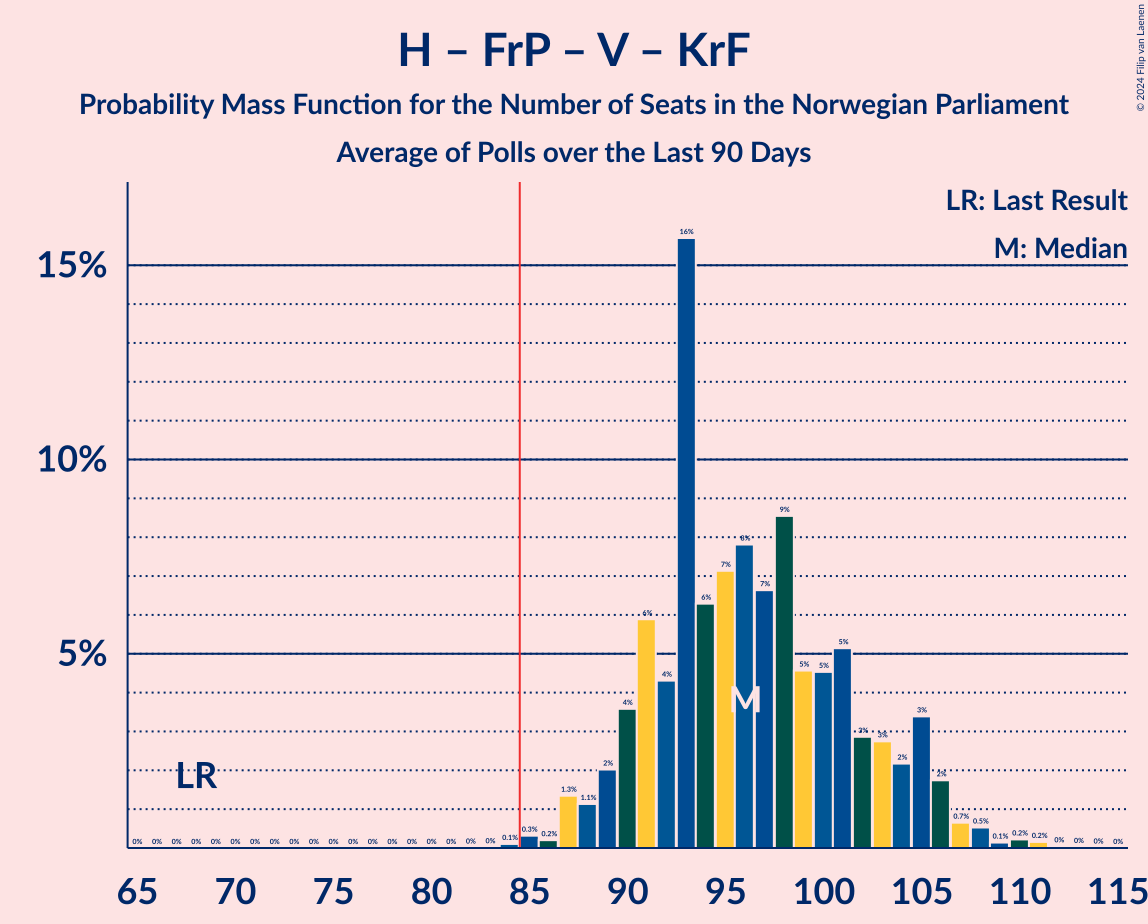 H – FrP – V – KrF
Probability Mass Function for the Number of Seats in the Norwegian Parliament
Average of Polls over the Last 90 Days
© 2024 Filip van Laenen
LR: Last Result
M: Median
15%
10%
5%
LR
M
0% 0% 0% 0% 0% 0% 0% 0% 0% 0% 0% 0% 0% 0% 0% 0% 0% 0% 0% 0.1% 0.3% 0.2% 1.3% 1.1% 2% 4% 6% 4% 16% 6% 7% 8% 7% 9% 5% 5% 5% 3% 3% 2% 3% 2% 0.7% 0.5% 0.1% 0.2% 0.2% 0% 0% 0% 0%
65 70 75 80 85 90 95 100 105 110 115